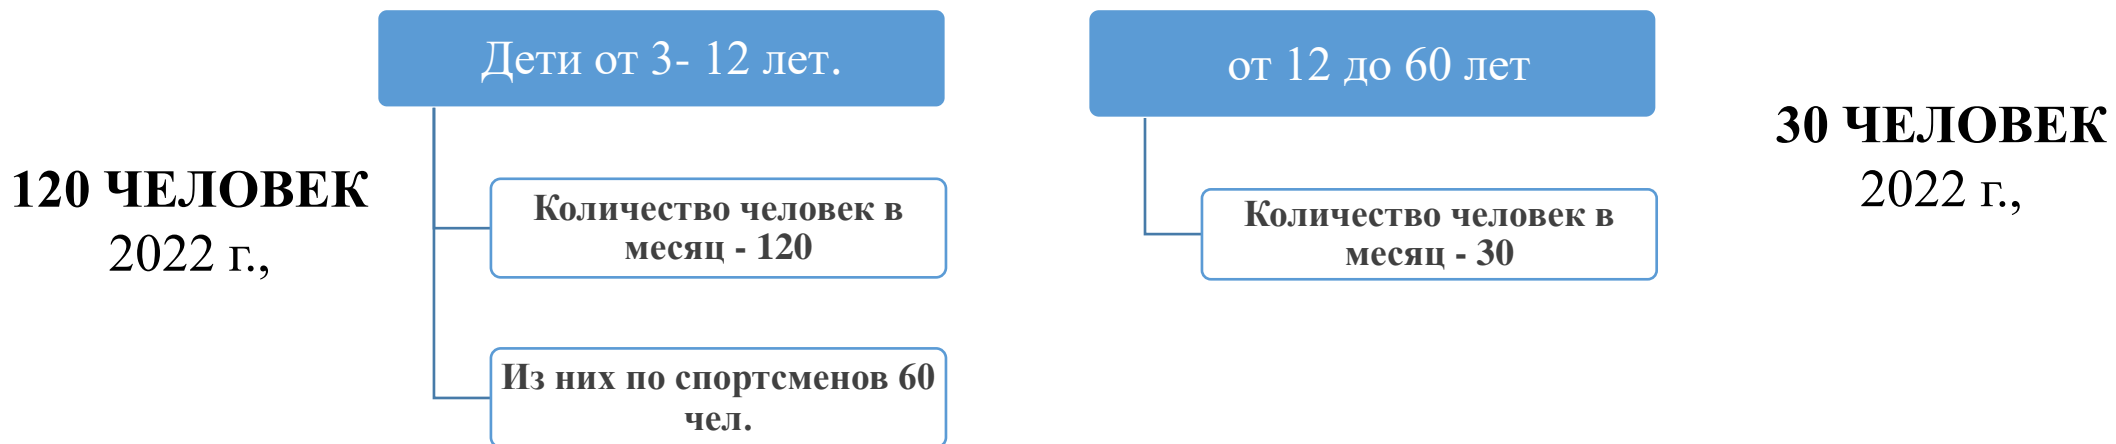 120 ЧЕЛОВЕК
2022 г.,
Дети от 3- 12 лет.
Количество человек в
месяц - 120
Из них по спортсменов 60
чел.
от 12 до 60 лет
Количество человек в
месяц - 30
30 ЧЕЛОВЕК
2022 г.,